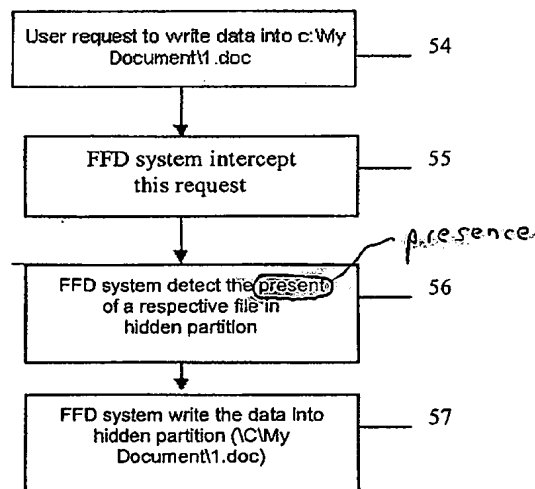 User request to write data into c:\My
Document\1.doc
54
FFD system intercept
this request
55
presence
FFD system detect the present
of a respective file in
hidden partition
56
FFD system write the data Into
hidden partition (\C\My
Document\1.doc)
57